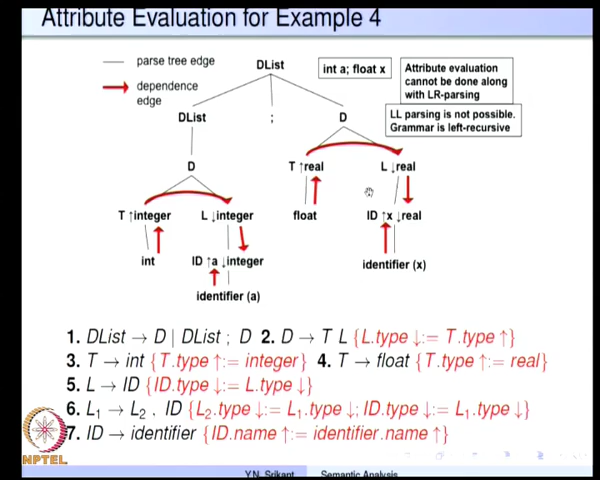 Attribute Evaluation for Example 4
parse tree edge
dependence
edge
DList
int a; float x
Attribute evaluation
cannot be done along
with LR-parsing
LL parsing is not possible.
Grammar is left-recursive
DList
;
D
D
T ↑real
L ↓real
T ↑integer
L ↓integer
float
ID ↑x ↓real
int
ID ↑a ↓integer
identifier (x)
identifier (a)
1. DList → D | DList ; D 2. D → T L {L.type ↓:= T.type ↑}
3. T → int {T.type ↑:= integer} 4. T → float {T.type ↑:= real}
5. L → ID {ID.type ↓:= L.type ↓}
6. L₁ → L₂ , ID {L₂.type ↓:= L₁.type ↓; ID.type ↓:= L₁.type ↓}
7. ID → identifier {ID.name ↑:= identifier.name ↑}
NPTEL
Y.N. Srikant Semantic Analysis